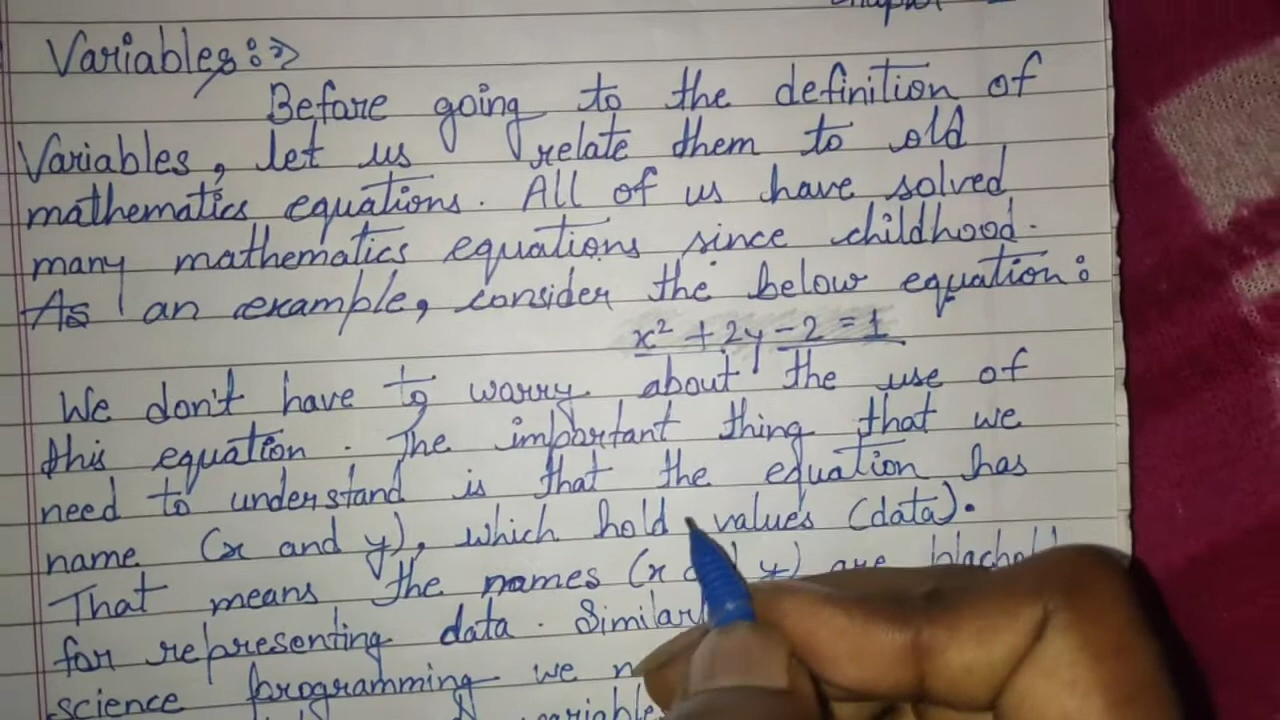 Chapter
Variables :⇒
Before going to the definition of
Variables, let us relate them to old
mathematics equations. All of us have solved
many mathematics equations since childhood.
As an example, consider the below equation:
x² + 2y - 2 = 1
We don't have to worry about the use of
this equation. The important thing that we
need to understand is that the equation has
name (x and y), which hold values (data).
That means the names (x y) are
for representing data. Similar
science programming we
variable